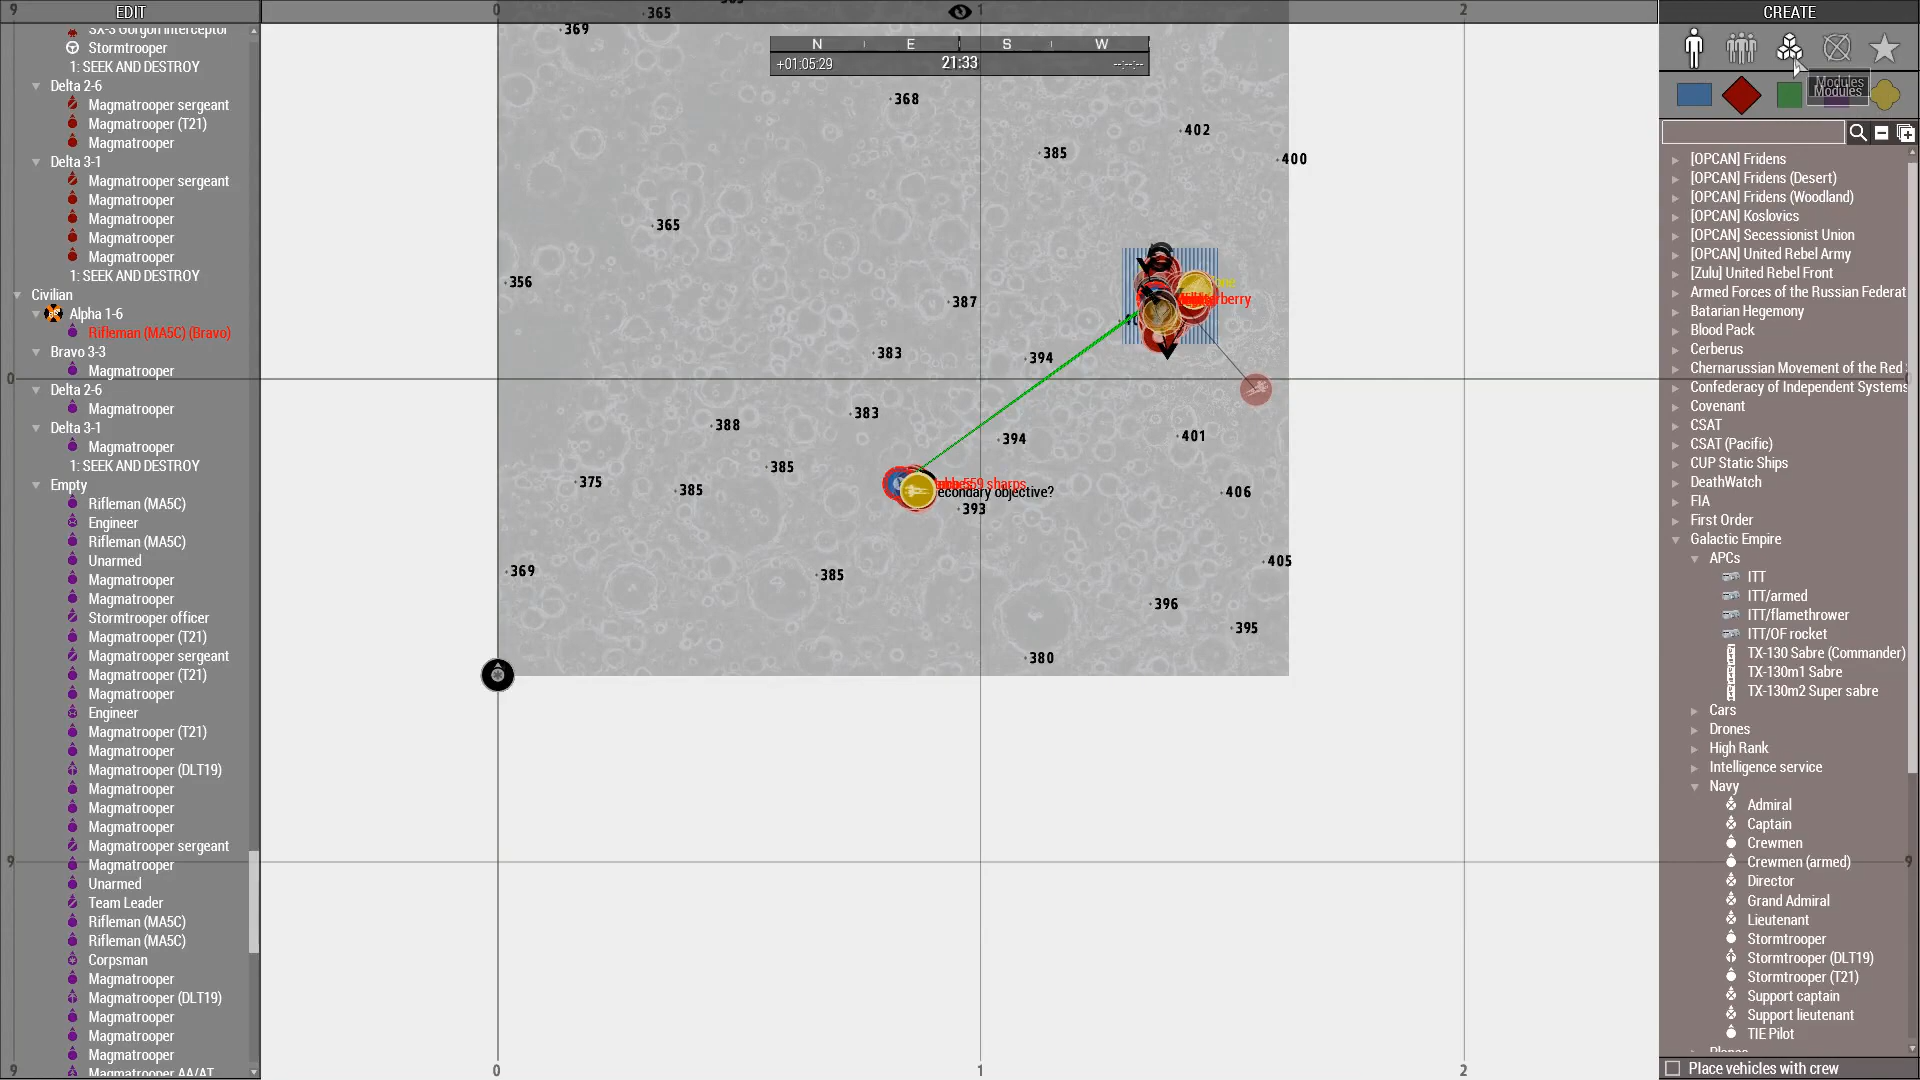 EDIT
SX-3 Gorgon interceptor
Stormtrooper
1: SEEK AND DESTROY
Delta 2-6
Magmatrooper sergeant
Magmatrooper (T21)
Magmatrooper
Delta 3-1
Magmatrooper sergeant
Magmatrooper
Magmatrooper
Magmatrooper
Magmatrooper
1: SEEK AND DESTROY
Civilian
Alpha 1-6
Rifleman (MA5C) (Bravo)
Bravo 3-3
Magmatrooper
Delta 2-6
Magmatrooper
Delta 3-1
Magmatrooper
1: SEEK AND DESTROY
Empty
Rifleman (MA5C)
Engineer
Rifleman (MA5C)
Unarmed
Magmatrooper
Magmatrooper
Stormtrooper officer
Magmatrooper (T21)
Magmatrooper sergeant
Magmatrooper (T21)
Magmatrooper
Engineer
Magmatrooper (T21)
Magmatrooper
Magmatrooper (DLT19)
Magmatrooper
Magmatrooper
Magmatrooper
Magmatrooper sergeant
Magmatrooper
Unarmed
Team Leader
Rifleman (MA5C)
Rifleman (MA5C)
Corpsman
Magmatrooper
Magmatrooper (DLT19)
Magmatrooper
Magmatrooper
Magmatrooper
Magmatrooper AA/AT
9
0
1
2
N E S W
+01:05:29 21:33 --:--:--
365
369
368
402
385
400
365
356
387
383
394
383
388
394
401
385
375
385
406
econdary objective?
393
369
385
405
396
395
380
0
9
9
0
1
2
9
CREATE
Modules
Modules
[OPCAN] Fridens
[OPCAN] Fridens (Desert)
[OPCAN] Fridens (Woodland)
[OPCAN] Koslovics
[OPCAN] Secessionist Union
[OPCAN] United Rebel Army
[Zulu] United Rebel Front
Armed Forces of the Russian Federat
Batarian Hegemony
Blood Pack
Cerberus
Chernarussian Movement of the Red
Confederacy of Independent Systems
Covenant
CSAT
CSAT (Pacific)
CUP Static Ships
DeathWatch
FIA
First Order
Galactic Empire
APCs
ITT
ITT/armed
ITT/flamethrower
ITT/OF rocket
TX-130 Sabre (Commander)
TX-130m1 Sabre
TX-130m2 Super sabre
Cars
Drones
High Rank
Intelligence service
Navy
Admiral
Captain
Crewmen
Crewmen (armed)
Director
Grand Admiral
Lieutenant
Stormtrooper
Stormtrooper (DLT19)
Stormtrooper (T21)
Support captain
Support lieutenant
TIE Pilot
Planes
Place vehicles with crew